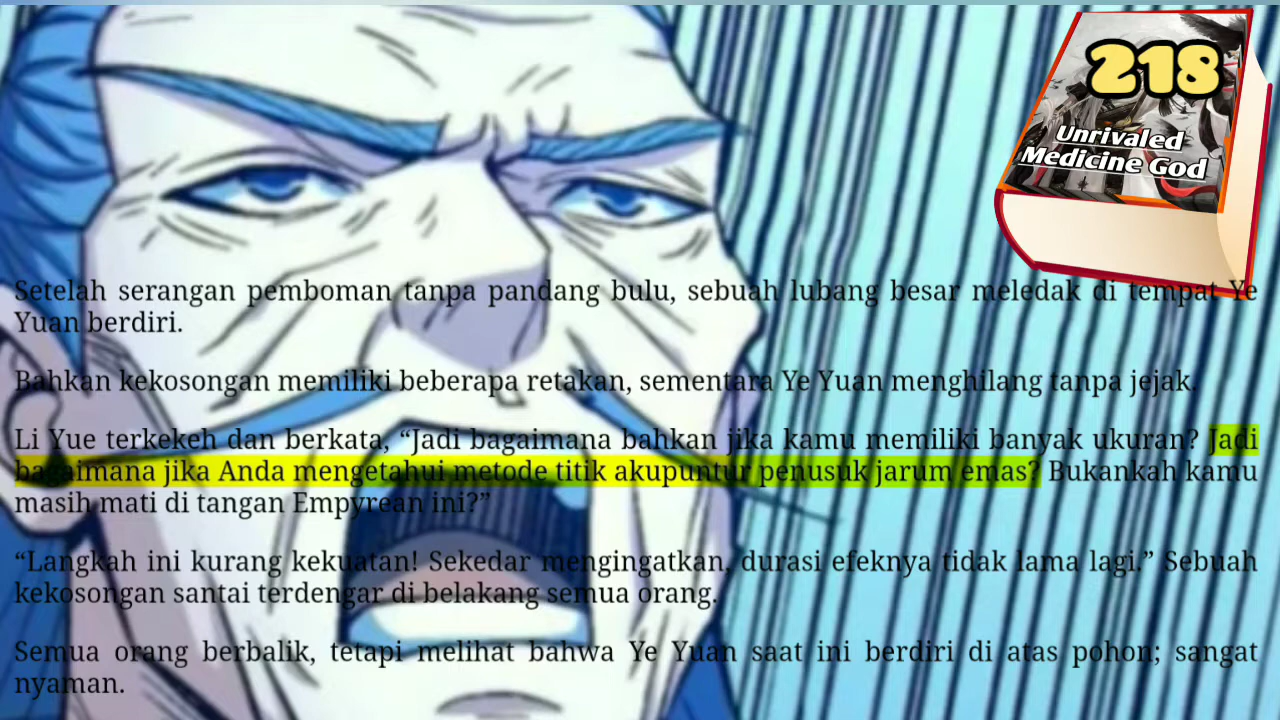 218
Unrivaled
Medicine God
Setelah serangan pemboman tanpa pandang bulu, sebuah lubang besar meledak di tempat Ye
Yuan berdiri.
Bahkan kekosongan memiliki beberapa retakan, sementara Ye Yuan menghilang tanpa jejak.
Li Yue terkekeh dan berkata, “Jadi bagaimana bahkan jika kamu memiliki banyak ukuran? Jadi
bagaimana jika Anda mengetahui metode titik akupuntur penusuk jarum emas? Bukankah kamu
masih mati di tangan Empyrean ini?”
“Langkah ini kurang kekuatan! Sekedar mengingatkan, durasi efeknya tidak lama lagi.” Sebuah
kekosongan santai terdengar di belakang semua orang.
Semua orang berbalik, tetapi melihat bahwa Ye Yuan saat ini berdiri di atas pohon; sangat
nyaman.